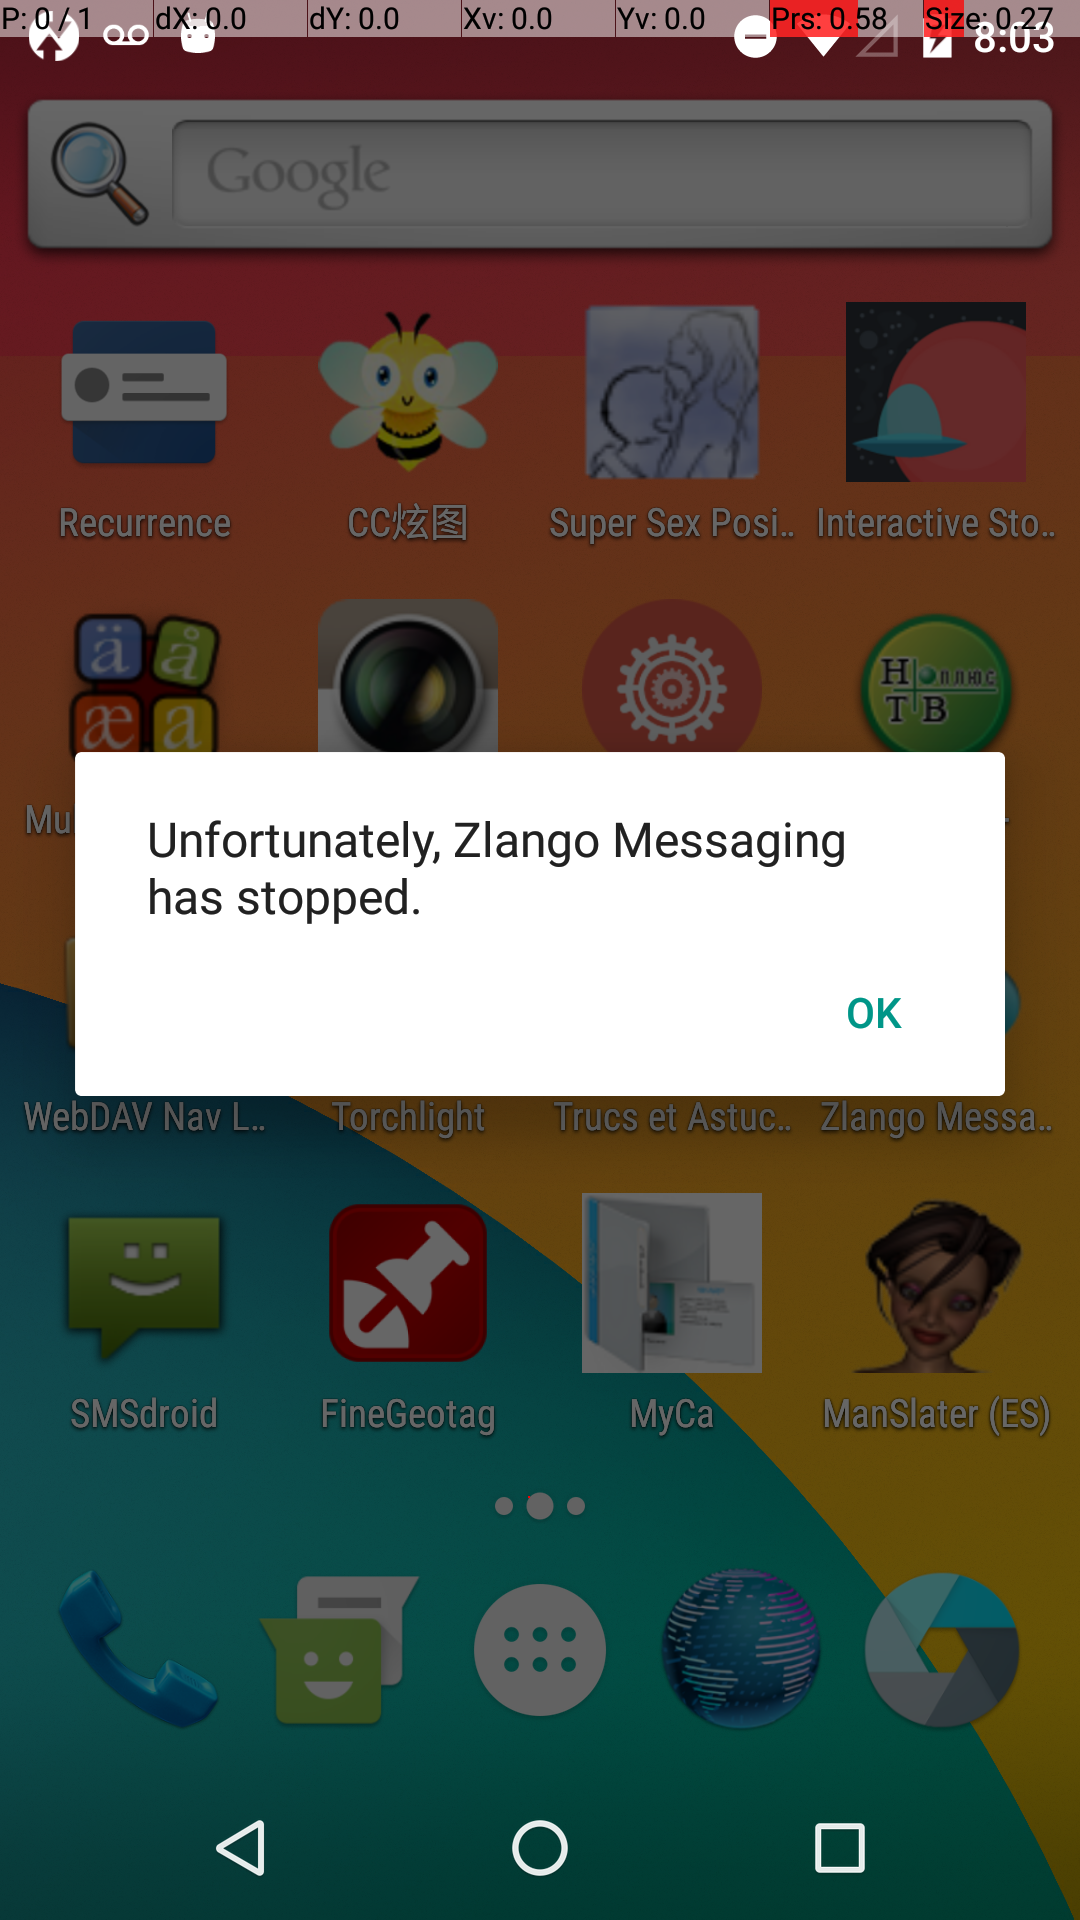 P: 0 / 1 dX: 0.0 dY: 0.0 Xv: 0.0 Yv: 0.0 Prs: 0.58 Size: 0.27
8:03
Google
Recurrence CC炫图 Super Sex Posi… Interactive Sto…
ä å æ a Н ОПЛЮС Т В
Mu
Unfortunately, Zlango Messaging
has stopped.
OK
WebDAV Nav L… Torchlight Trucs et Astuc… Zlango Messa…
SMSdroid FineGeotag MyCa ManSlater (ES)